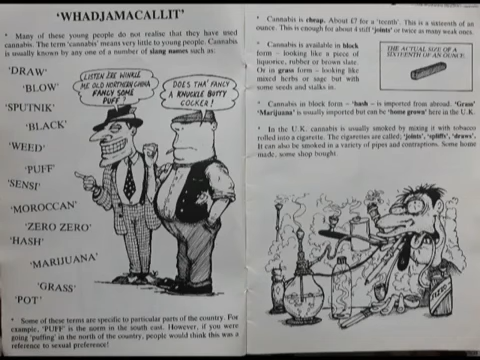 'WHADJAMACALLIT'
• Many of these young people do not realise that they have used
cannabis. The term 'cannabis' means very little to young people. Cannabis
is usually known by any one of a number of slang names such as:
'DRAW'
'BLOW'
'SPUTNIK'
'BLACK'
'WEED'
'PUFF'
'SENSI'
'MOROCCAN'
'ZERO ZERO'
'HASH'
'MARIJUANA'
'GRASS'
'POT'
LISTEN ERE WINKLE
ME OLD NORTHERN CHINA
FANCY SOME
PUFF!
DOES THA' FANCY
A KNUCKLE BUTTY
COCKER!
• Some of these terms are specific to particular parts of the country. For
example, 'PUFF' is the norm in the south east. However, if you were
going 'puffing' in the north of the country, people would think this was a
reference to sexual preference!
• Cannabis is cheap. About £7 for a 'teenth'. This is a sixteenth of an
ounce. This is enough for about 4 stiff 'joints' or twice as many weak ones.
• Cannabis is available in block
form - looking like a piece of
liquorice, rubber or brown slate.
Or in grass form - looking like
mixed herbs or sage but with
some seeds and stalks in.
THE ACTUAL SIZE OF A
SIXTEENTH OF AN OUNCE.
• Cannabis in block form - 'hash' - is imported from abroad. 'Grass'
'Marijuana' is usually imported but can be 'home grown' here in the U.K.
• In the U.K. cannabis is usually smoked by mixing it with tobacco
rolled into a cigarette. The cigarettes are called; 'joints', 'spliffs', 'draws'.
It can also be smoked in a variety of pipes and contraptions. Some home
made, some shop bought.